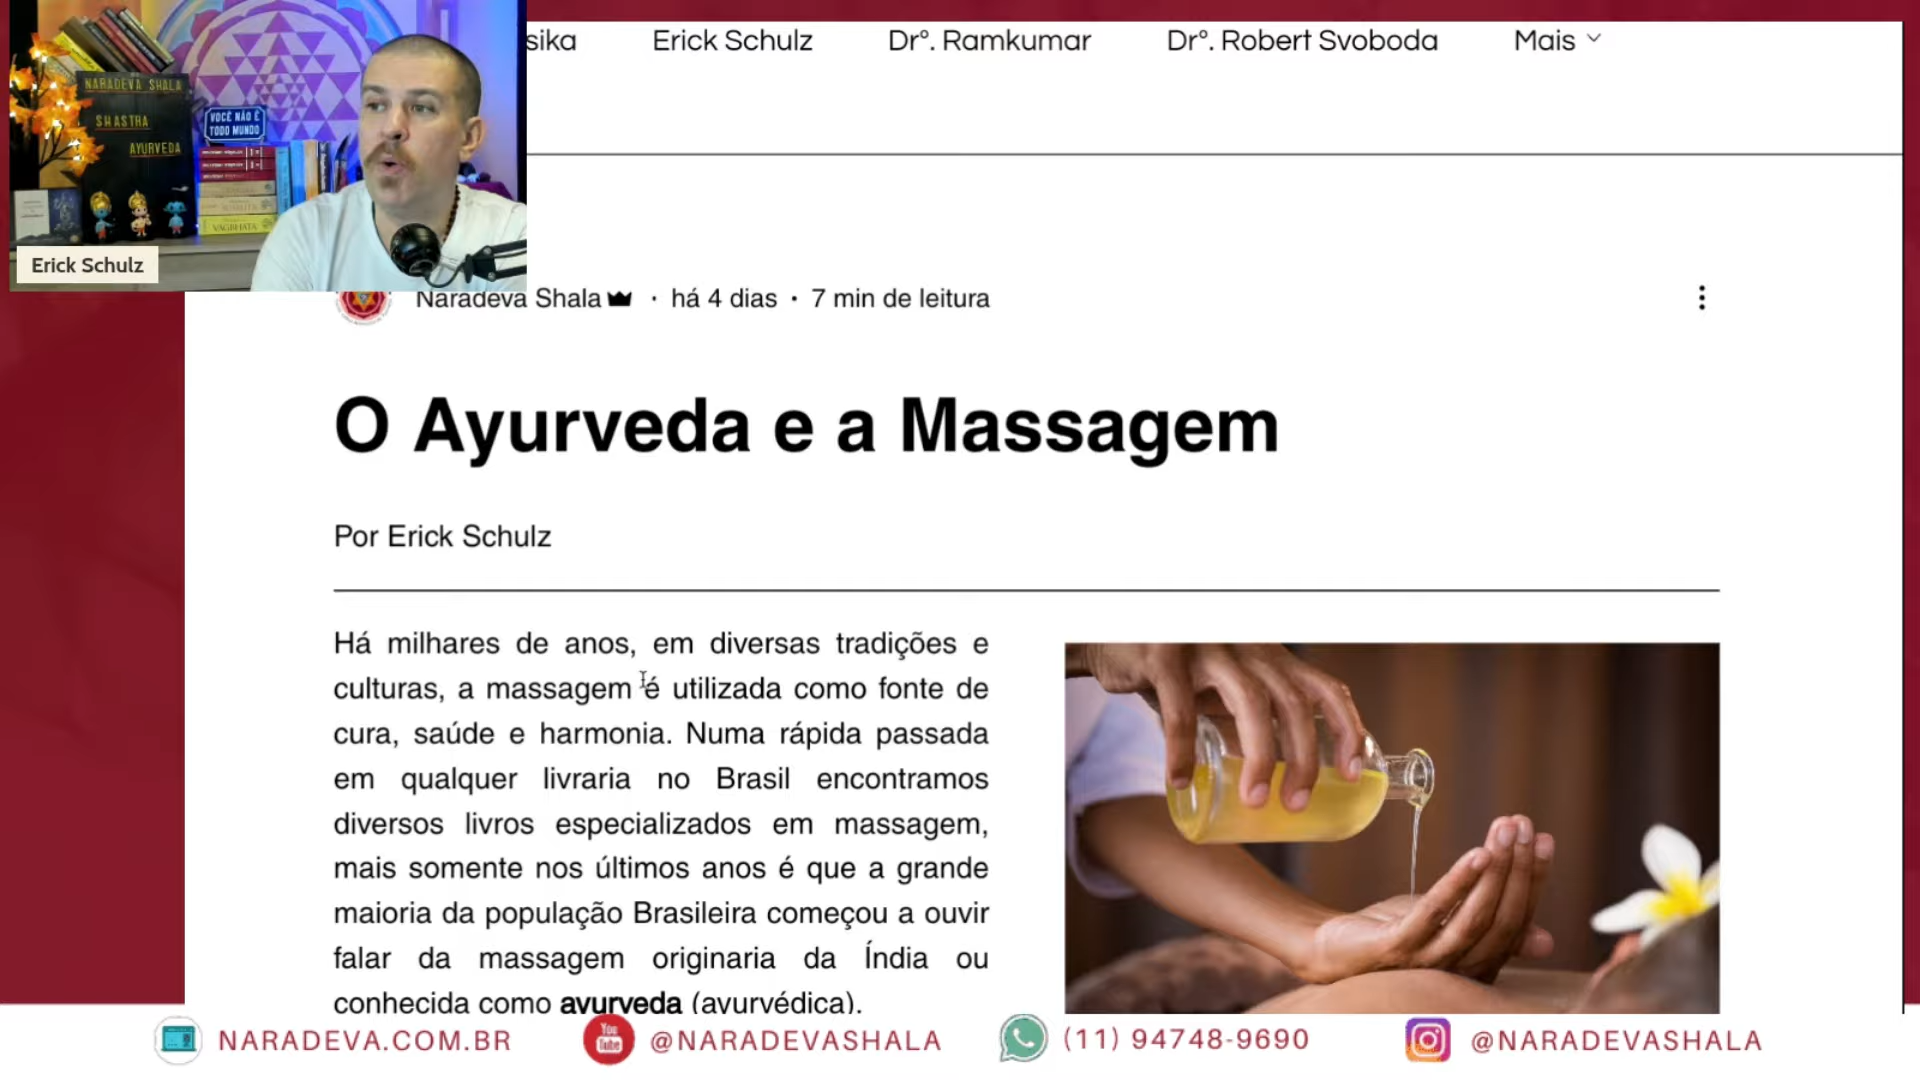 sika Erick Schulz Drº. Ramkumar Drº. Robert Svoboda Mais
NARADEVA SHALA
SHASTRA
AYURVEDA
VOCÊ NÃO É
TODO MUNDO
VAGBHATA
Erick Schulz
Naradeva Shala · há 4 dias · 7 min de leitura
O Ayurveda e a Massagem
Por Erick Schulz
Há milhares de anos, em diversas tradições e
culturas, a massagem é utilizada como fonte de
cura, saúde e harmonia. Numa rápida passada
em qualquer livraria no Brasil encontramos
diversos livros especializados em massagem,
mais somente nos últimos anos é que a grande
maioria da população Brasileira começou a ouvir
falar da massagem originaria da Índia ou
conhecida como ayurveda (ayurvédica).
NARADEVA.COM.BR
You
Tube
@NARADEVASHALA
(11) 94748-9690
@NARADEVASHALA